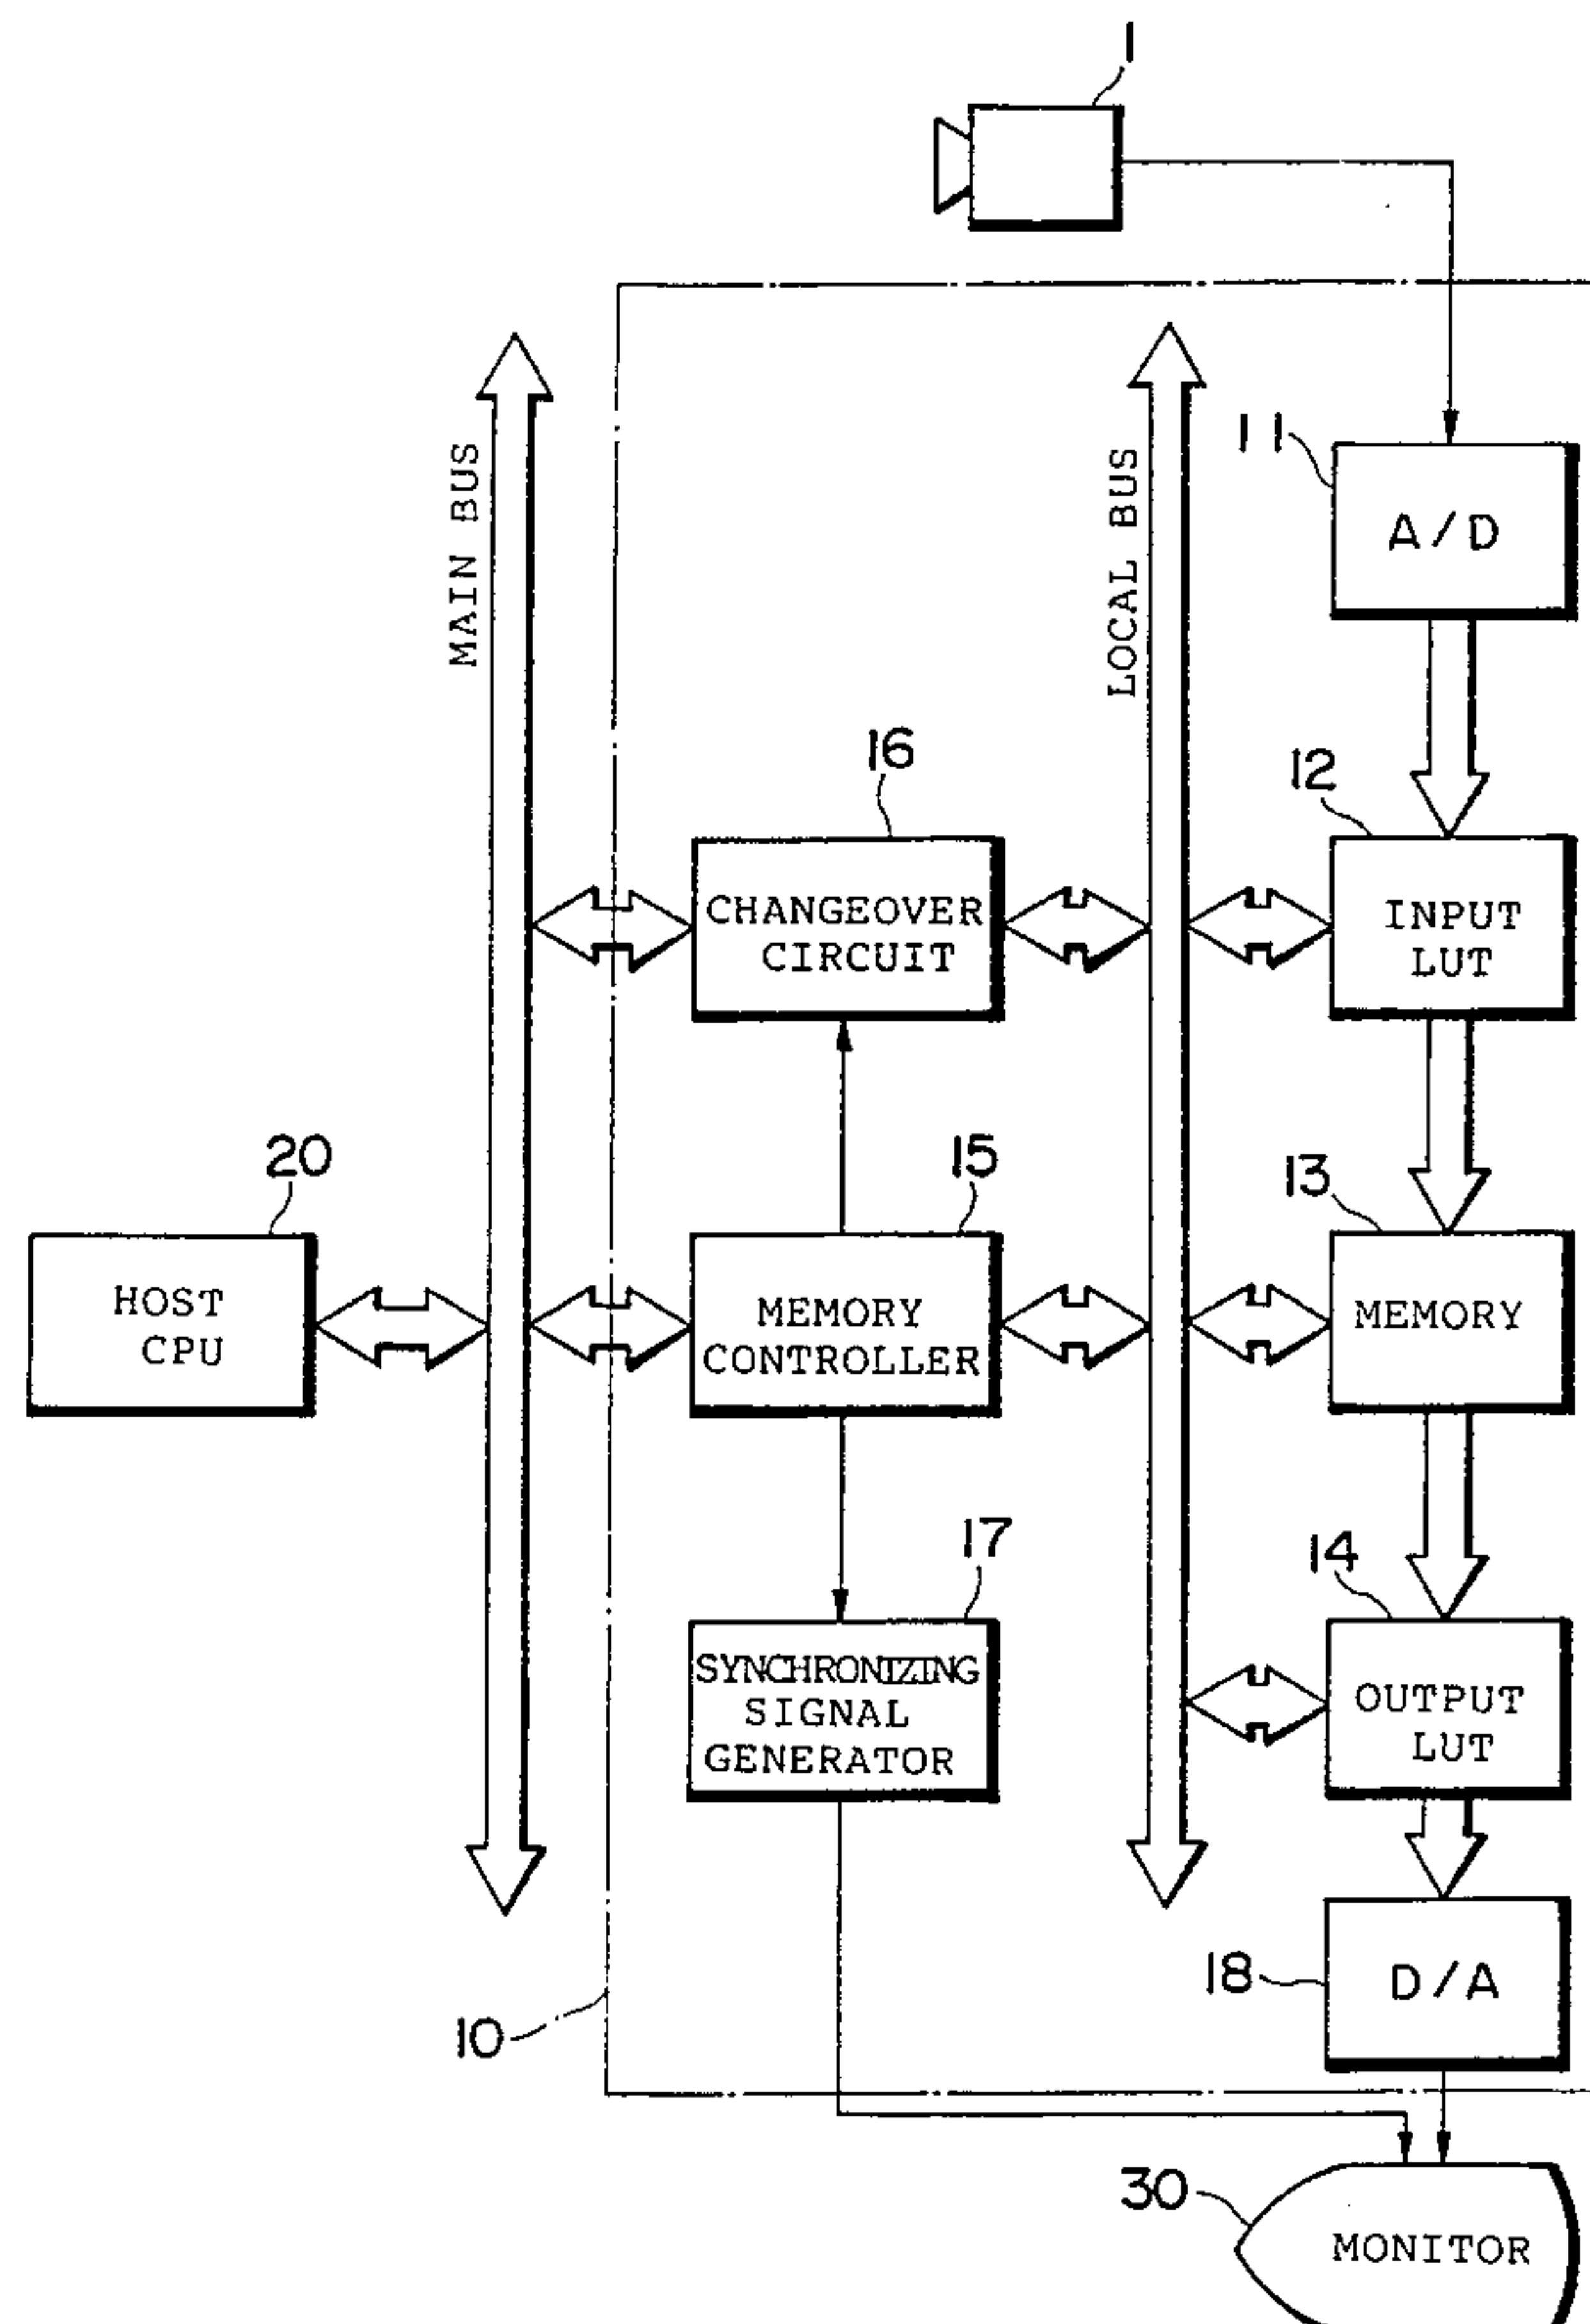 1
MAIN BUS
LOCAL BUS
11
A/D
16
12
CHANGEOVER
CIRCUIT
INPUT
LUT
20
15
13
HOST
CPU
MEMORY
CONTROLLER
MEMORY
17
14
SYNCHRONIZING
SIGNAL
GENERATOR
OUTPUT
LUT
18
D/A
10
30
MONITOR